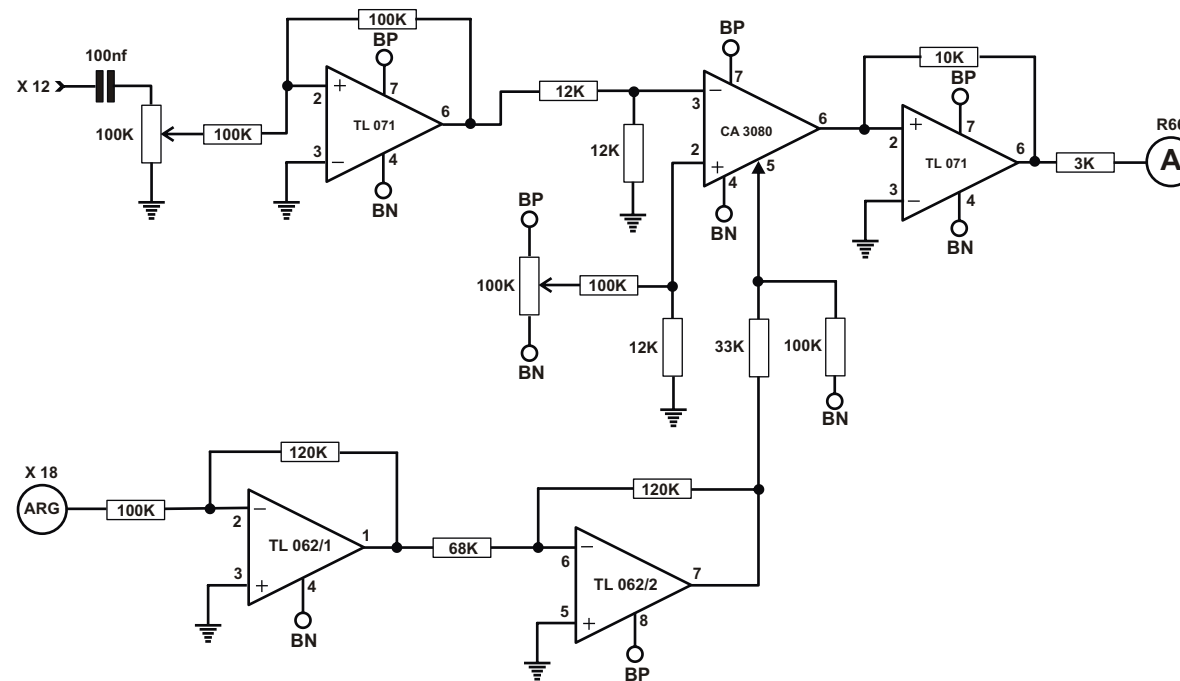 100nf
X 12
100K
100K
100K
BP
+
2
7
TL 071
6
3
−
4
BN
12K
12K
BP
7
−
3
CA 3080
6
2
+
4
5
BN
10K
BP
+
2
7
TL 071
6
3
−
4
BN
3K
R60
A
BP
100K
100K
BN
12K
33K
100K
BN
X 18
ARG
100K
120K
−
2
TL 062/1
1
3
+
4
BN
68K
120K
−
6
TL 062/2
7
5
+
8
BP